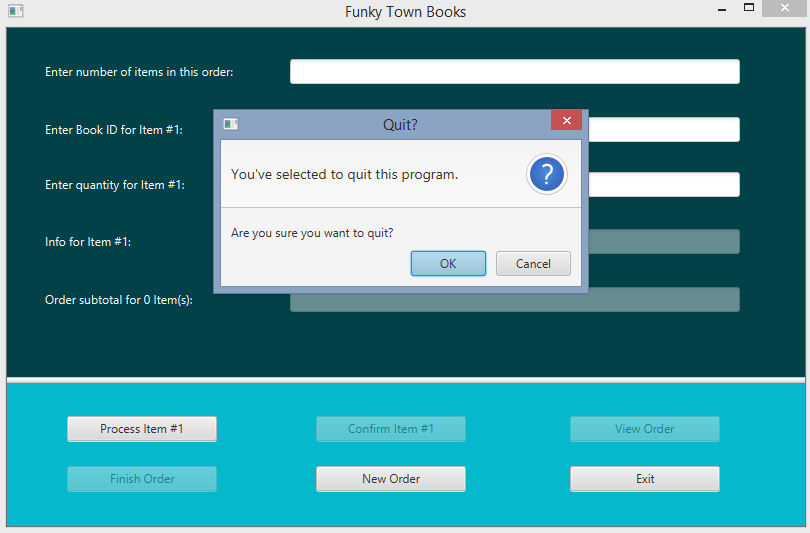 Funky Town Books
Enter number of items in this order:
Enter Book ID for Item #1:
Enter quantity for Item #1:
Info for Item #1:
Order subtotal for 0 Item(s):
Quit?
You've selected to quit this program.
?
Are you sure you want to quit?
OK Cancel
Process Item #1 Confirm Item #1 View Order
Finish Order New Order Exit